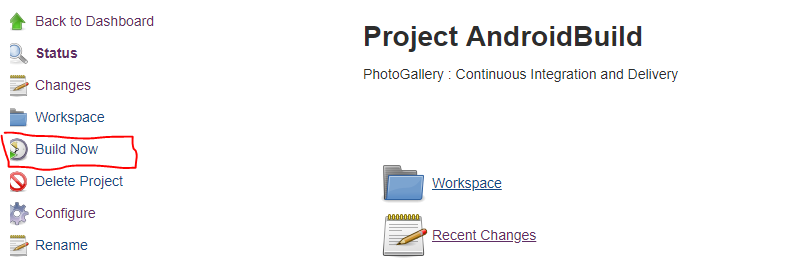 Back to Dashboard
Status
Changes
Workspace
Build Now
Delete Project
Configure
Rename
Project AndroidBuild
PhotoGallery : Continuous Integration and Delivery
Workspace
Recent Changes